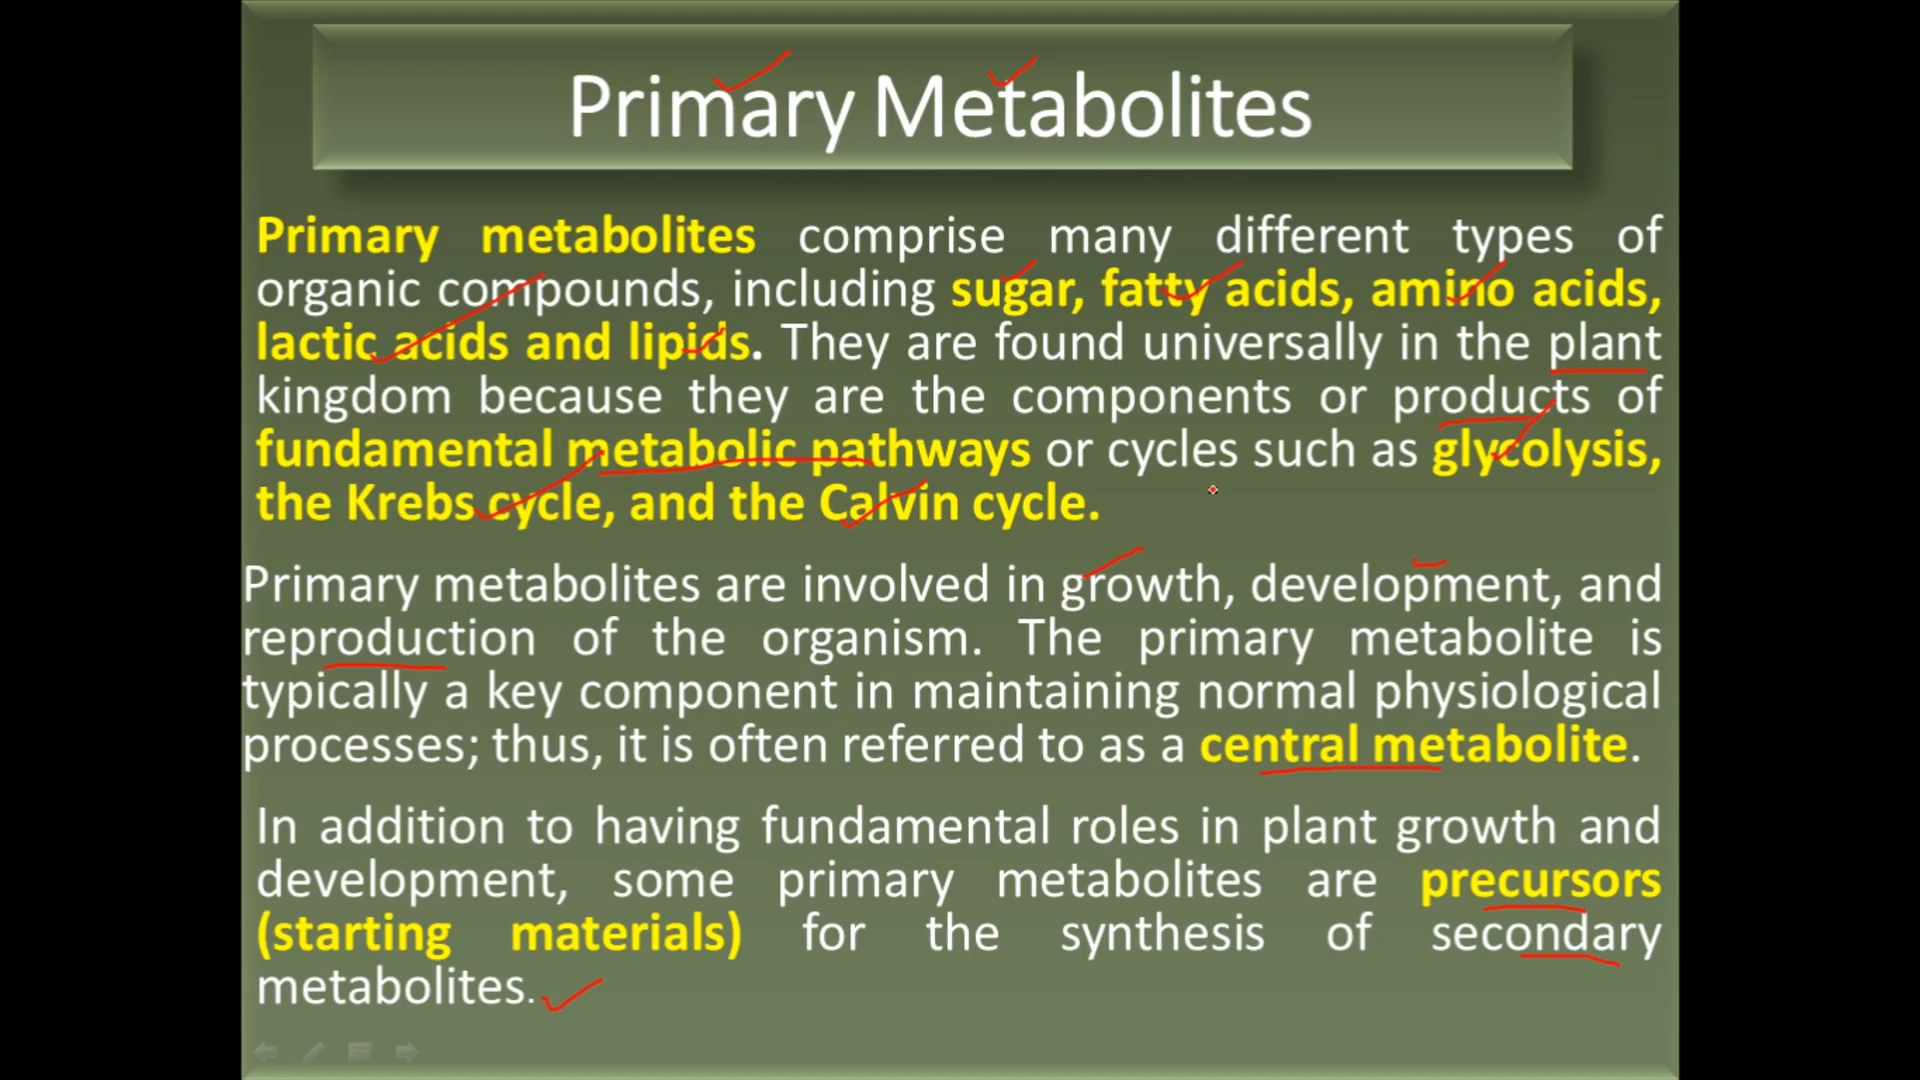 Primary Metabolites
Primary metabolites comprise many different types of
organic compounds, including sugar, fatty acids, amino acids,
lactic acids and lipids. They are found universally in the plant
kingdom because they are the components or products of
fundamental metabolic pathways or cycles such as glycolysis,
the Krebs cycle, and the Calvin cycle.
Primary metabolites are involved in growth, development, and
reproduction of the organism. The primary metabolite is
typically a key component in maintaining normal physiological
processes; thus, it is often referred to as a central metabolite.
In addition to having fundamental roles in plant growth and
development, some primary metabolites are precursors
(starting materials) for the synthesis of secondary
metabolites.